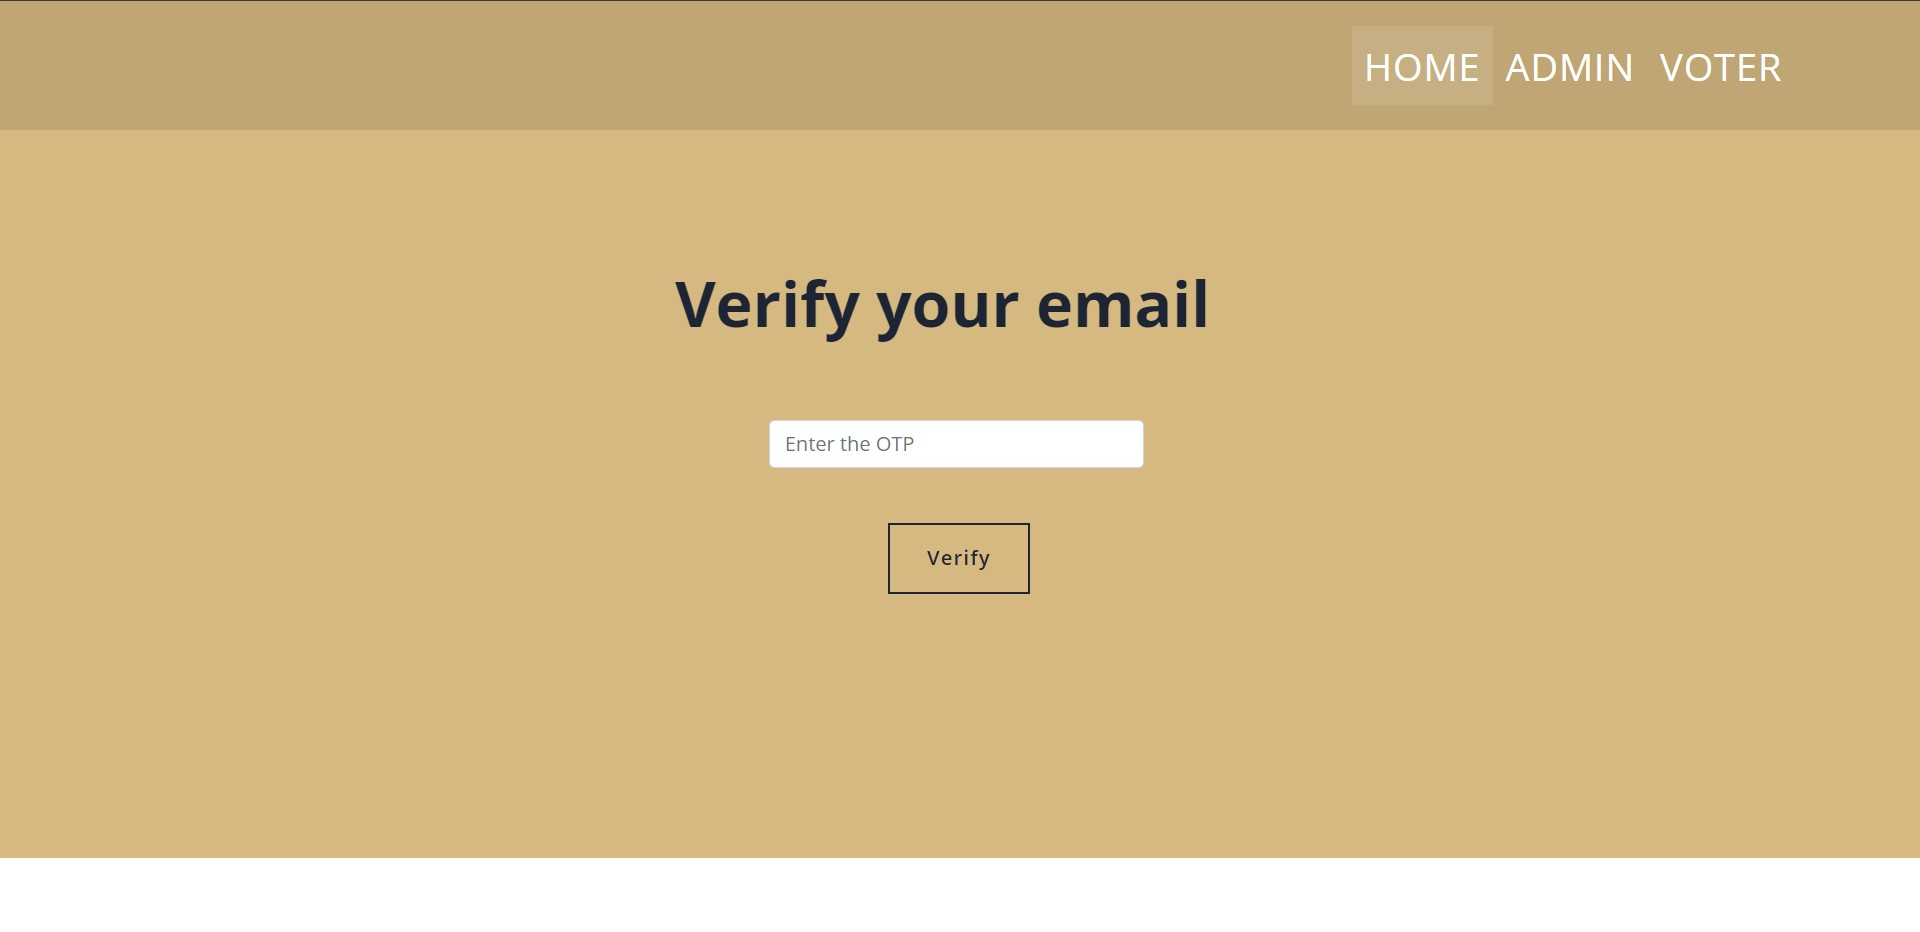 HOME ADMIN VOTER
Verify your email
Enter the OTP
Verify